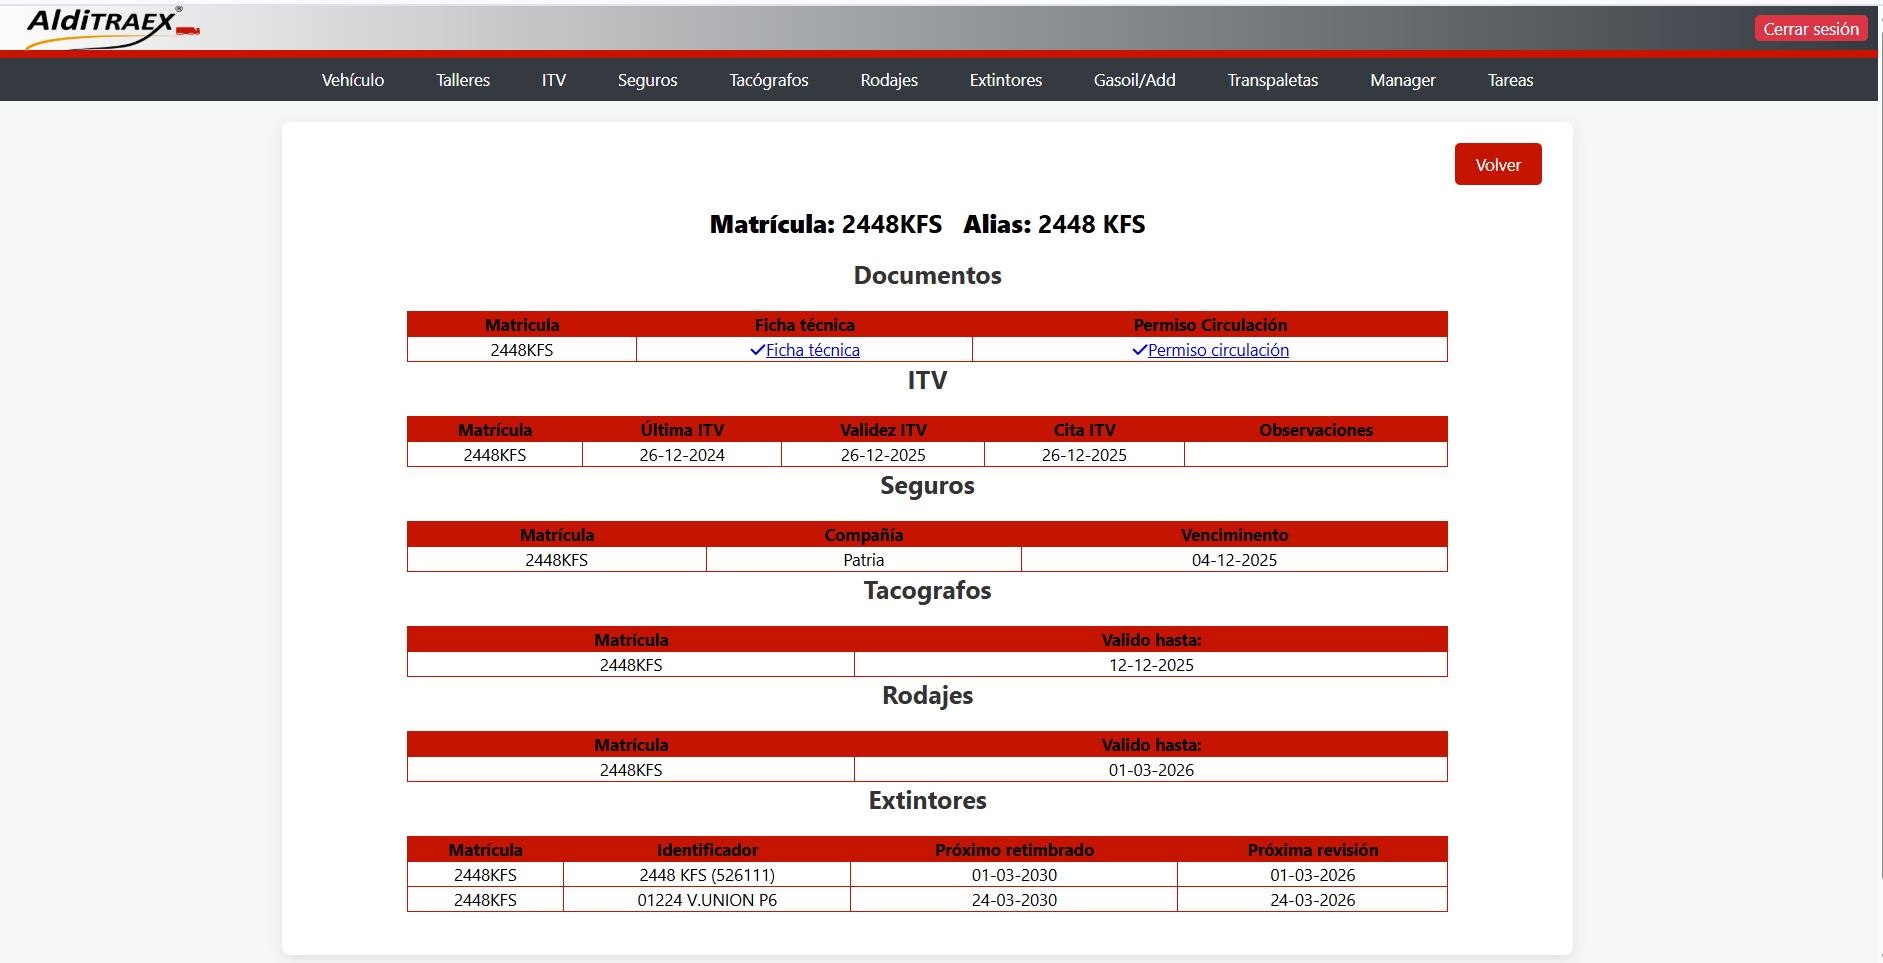 AldiTRAEX®
Cerrar sesión
Vehículo Talleres ITV Seguros Tacógrafos Rodajes Extintores Gasoil/Add Transpaletas Manager Tareas
Volver
Matrícula: 2448KFS Alias: 2448 KFS
Documentos
Matricula Ficha técnica Permiso Circulación
2448KFS Ficha técnica Permiso circulación
ITV
Matrícula Última ITV Validez ITV Cita ITV Observaciones
2448KFS 26-12-2024 26-12-2025 26-12-2025
Seguros
Matrícula Compañía Venciminento
2448KFS Patria 04-12-2025
Tacografos
Matrícula Valido hasta:
2448KFS 12-12-2025
Rodajes
Matrícula Valido hasta:
2448KFS 01-03-2026
Extintores
Matrícula Identificador Próximo retimbrado Próxima revisión
2448KFS 2448 KFS (526111) 01-03-2030 01-03-2026
2448KFS 01224 V.UNION P6 24-03-2030 24-03-2026